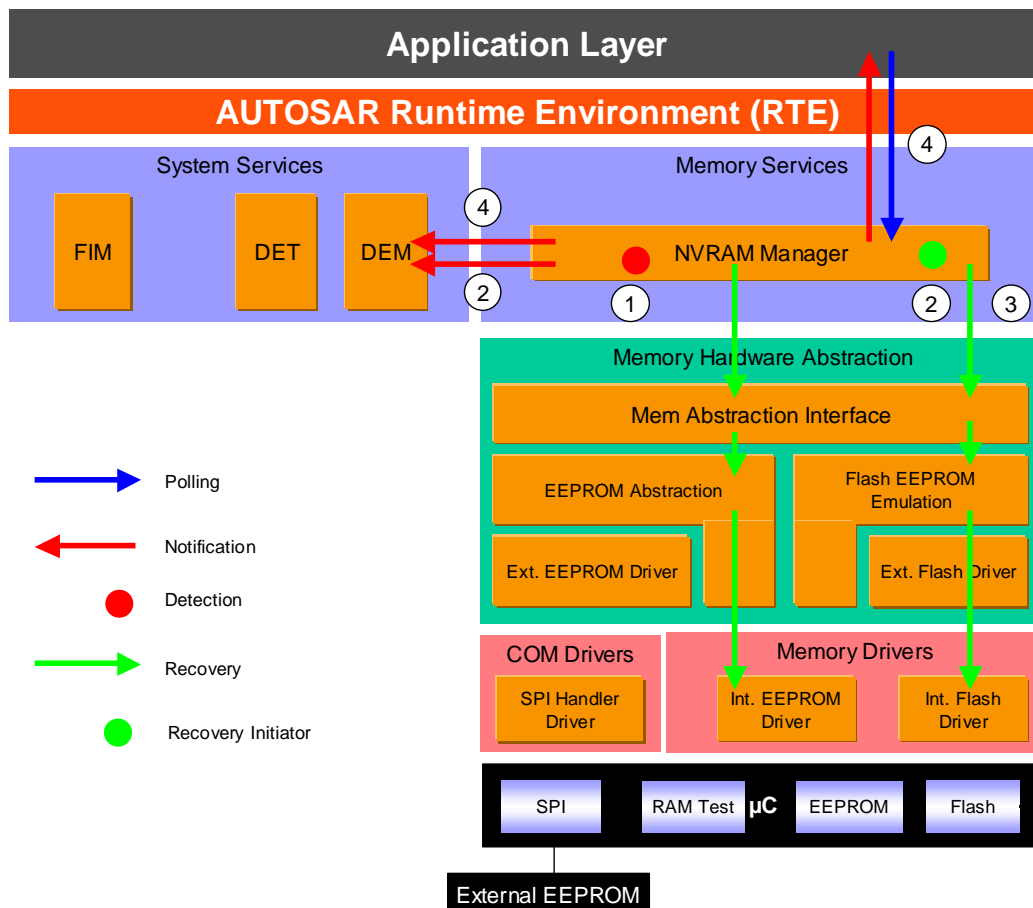 Application Layer
AUTOSAR Runtime Environment (RTE)
System Services
Memory Services
4
4
FIM
DET
DEM
NVRAM Manager
2
1
2
3
Memory Hardware Abstraction
Mem Abstraction Interface
EEPROM Abstraction
Flash EEPROM
Emulation
Ext. EEPROM Driver
Ext. Flash Driver
Polling
Notification
Detection
Recovery
Recovery Initiator
COM Drivers
Memory Drivers
SPI Handler
Driver
Int. EEPROM
Driver
Int. Flash
Driver
SPI
RAM Test
µC
EEPROM
Flash
External EEPROM